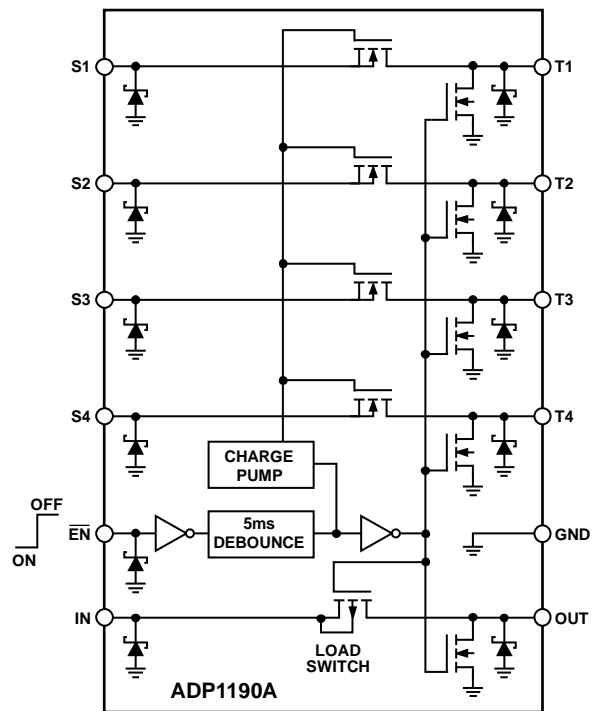 S1
T1
S2
T2
S3
T3
S4
T4
CHARGE
PUMP
OFF
ON
EN
5ms
DEBOUNCE
GND
IN
OUT
LOAD
SWITCH
ADP1190A